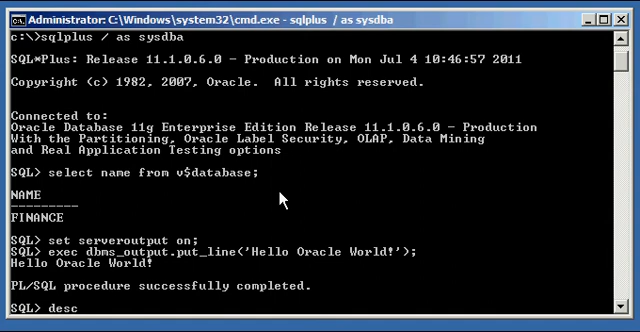 Administrator: C:\Windows\system32\cmd.exe - sqlplus / as sysdba
c:\>sqlplus / as sysdba
SQL*Plus: Release 11.1.0.6.0 - Production on Mon Jul 4 10:46:57 2011
Copyright (c) 1982, 2007, Oracle.  All rights reserved.
Connected to:
Oracle Database 11g Enterprise Edition Release 11.1.0.6.0 - Production
With the Partitioning, Oracle Label Security, OLAP, Data Mining
and Real Application Testing options
SQL> select name from v$database;
NAME
---------
FINANCE
SQL> set serveroutput on;
SQL> exec dbms_output.put_line('Hello Oracle World!');
Hello Oracle World!
PL/SQL procedure successfully completed.
SQL> desc